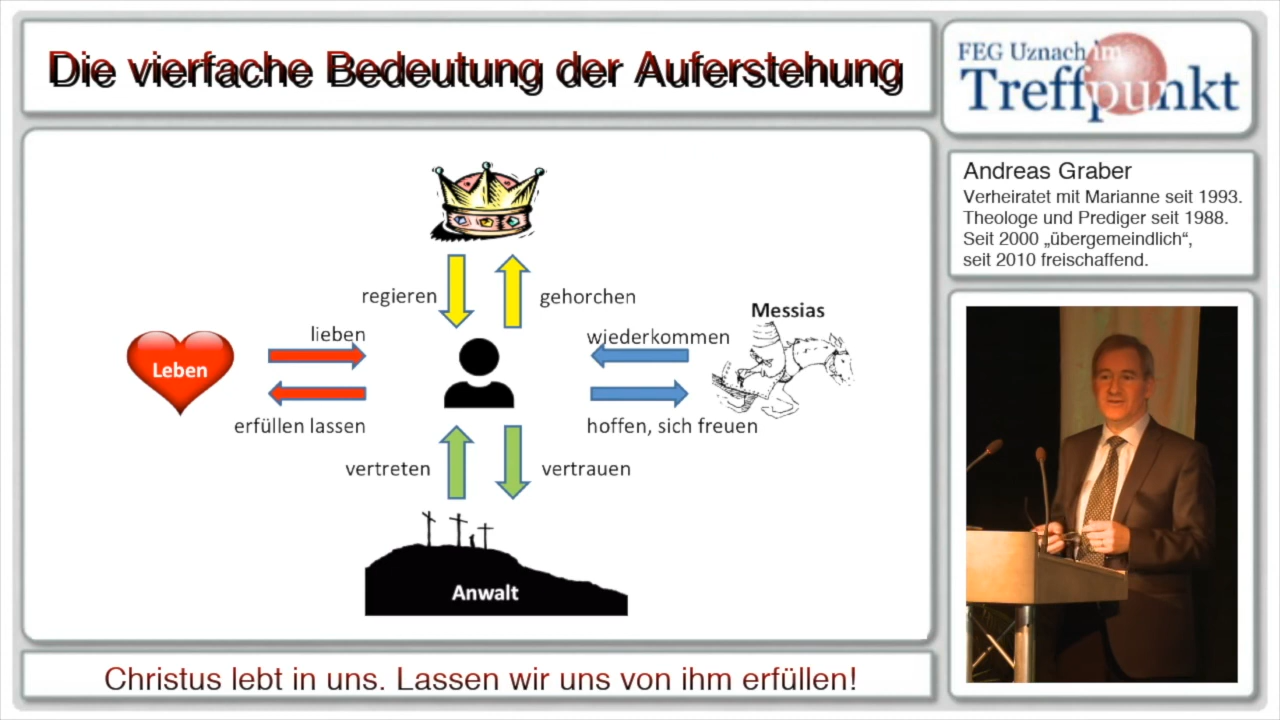 Die vierfache Bedeutung der Auferstehung
FEG Uznach im
Treffpunkt
Andreas Graber
Verheiratet mit Marianne seit 1993.
Theologe und Prediger seit 1988.
Seit 2000 „übergemeindlich“,
seit 2010 freischaffend.
regieren
gehorchen
Messias
lieben
wiederkommen
Leben
erfüllen lassen
hoffen, sich freuen
vertreten
vertrauen
Anwalt
Christus lebt in uns. Lassen wir uns von ihm erfüllen!